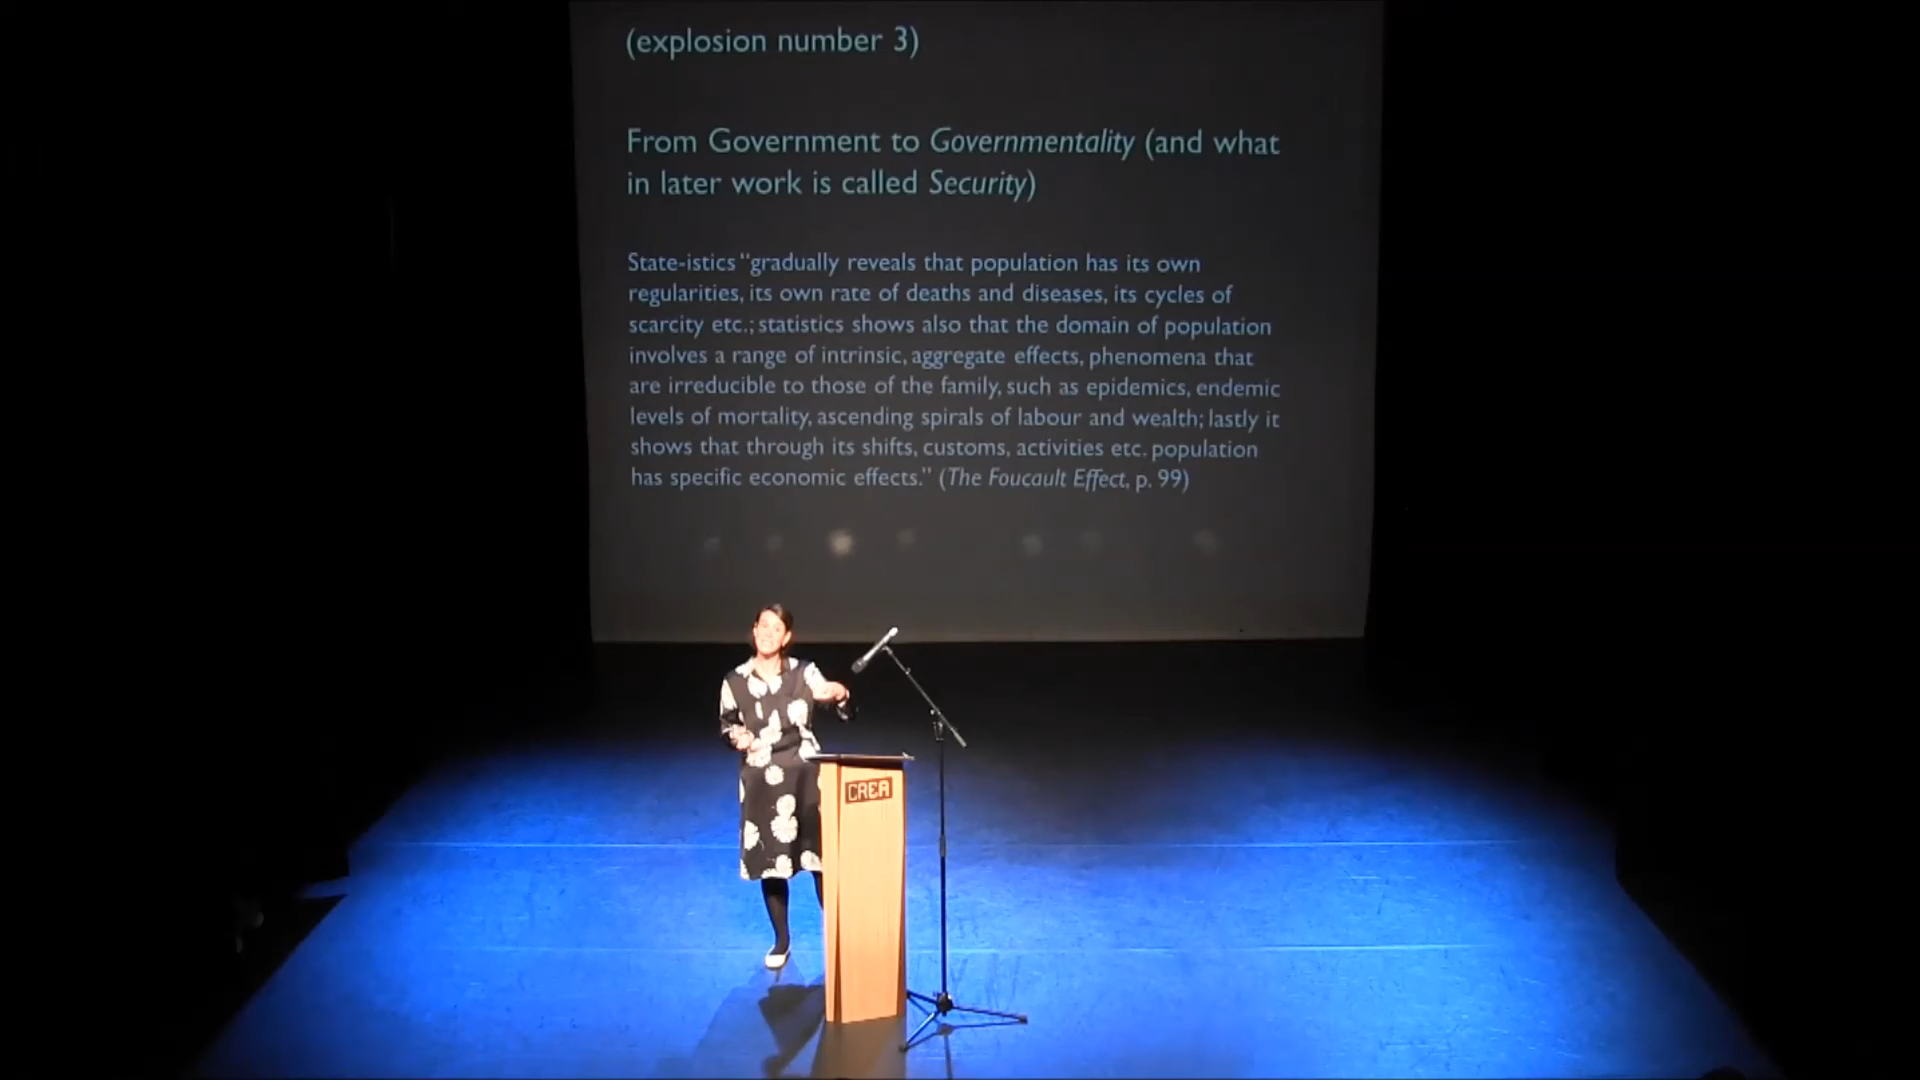 (explosion number 3)
From Government to Governmentality (and what
in later work is called Security)
State-istics “gradually reveals that population has its own
regularities, its own rate of deaths and diseases, its cycles of
scarcity etc.; statistics shows also that the domain of population
involves a range of intrinsic, aggregate effects, phenomena that
are irreducible to those of the family, such as epidemics, endemic
levels of mortality, ascending spirals of labour and wealth; lastly it
shows that through its shifts, customs, activities etc. population
has specific economic effects.” (The Foucault Effect, p. 99)
CREA